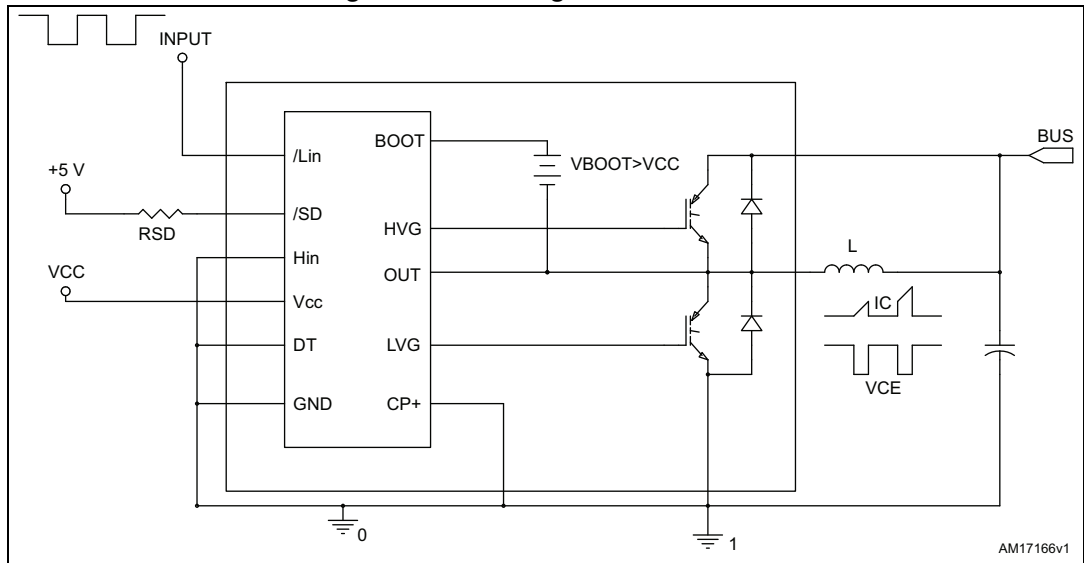 INPUT
BOOT
BUS
/Lin
VBOOT>VCC
+5 V
/SD
RSD
HVG
Hin
L
OUT
VCC
Vcc
IC
DT
LVG
VCE
GND
CP+
0
1
AM17166v1